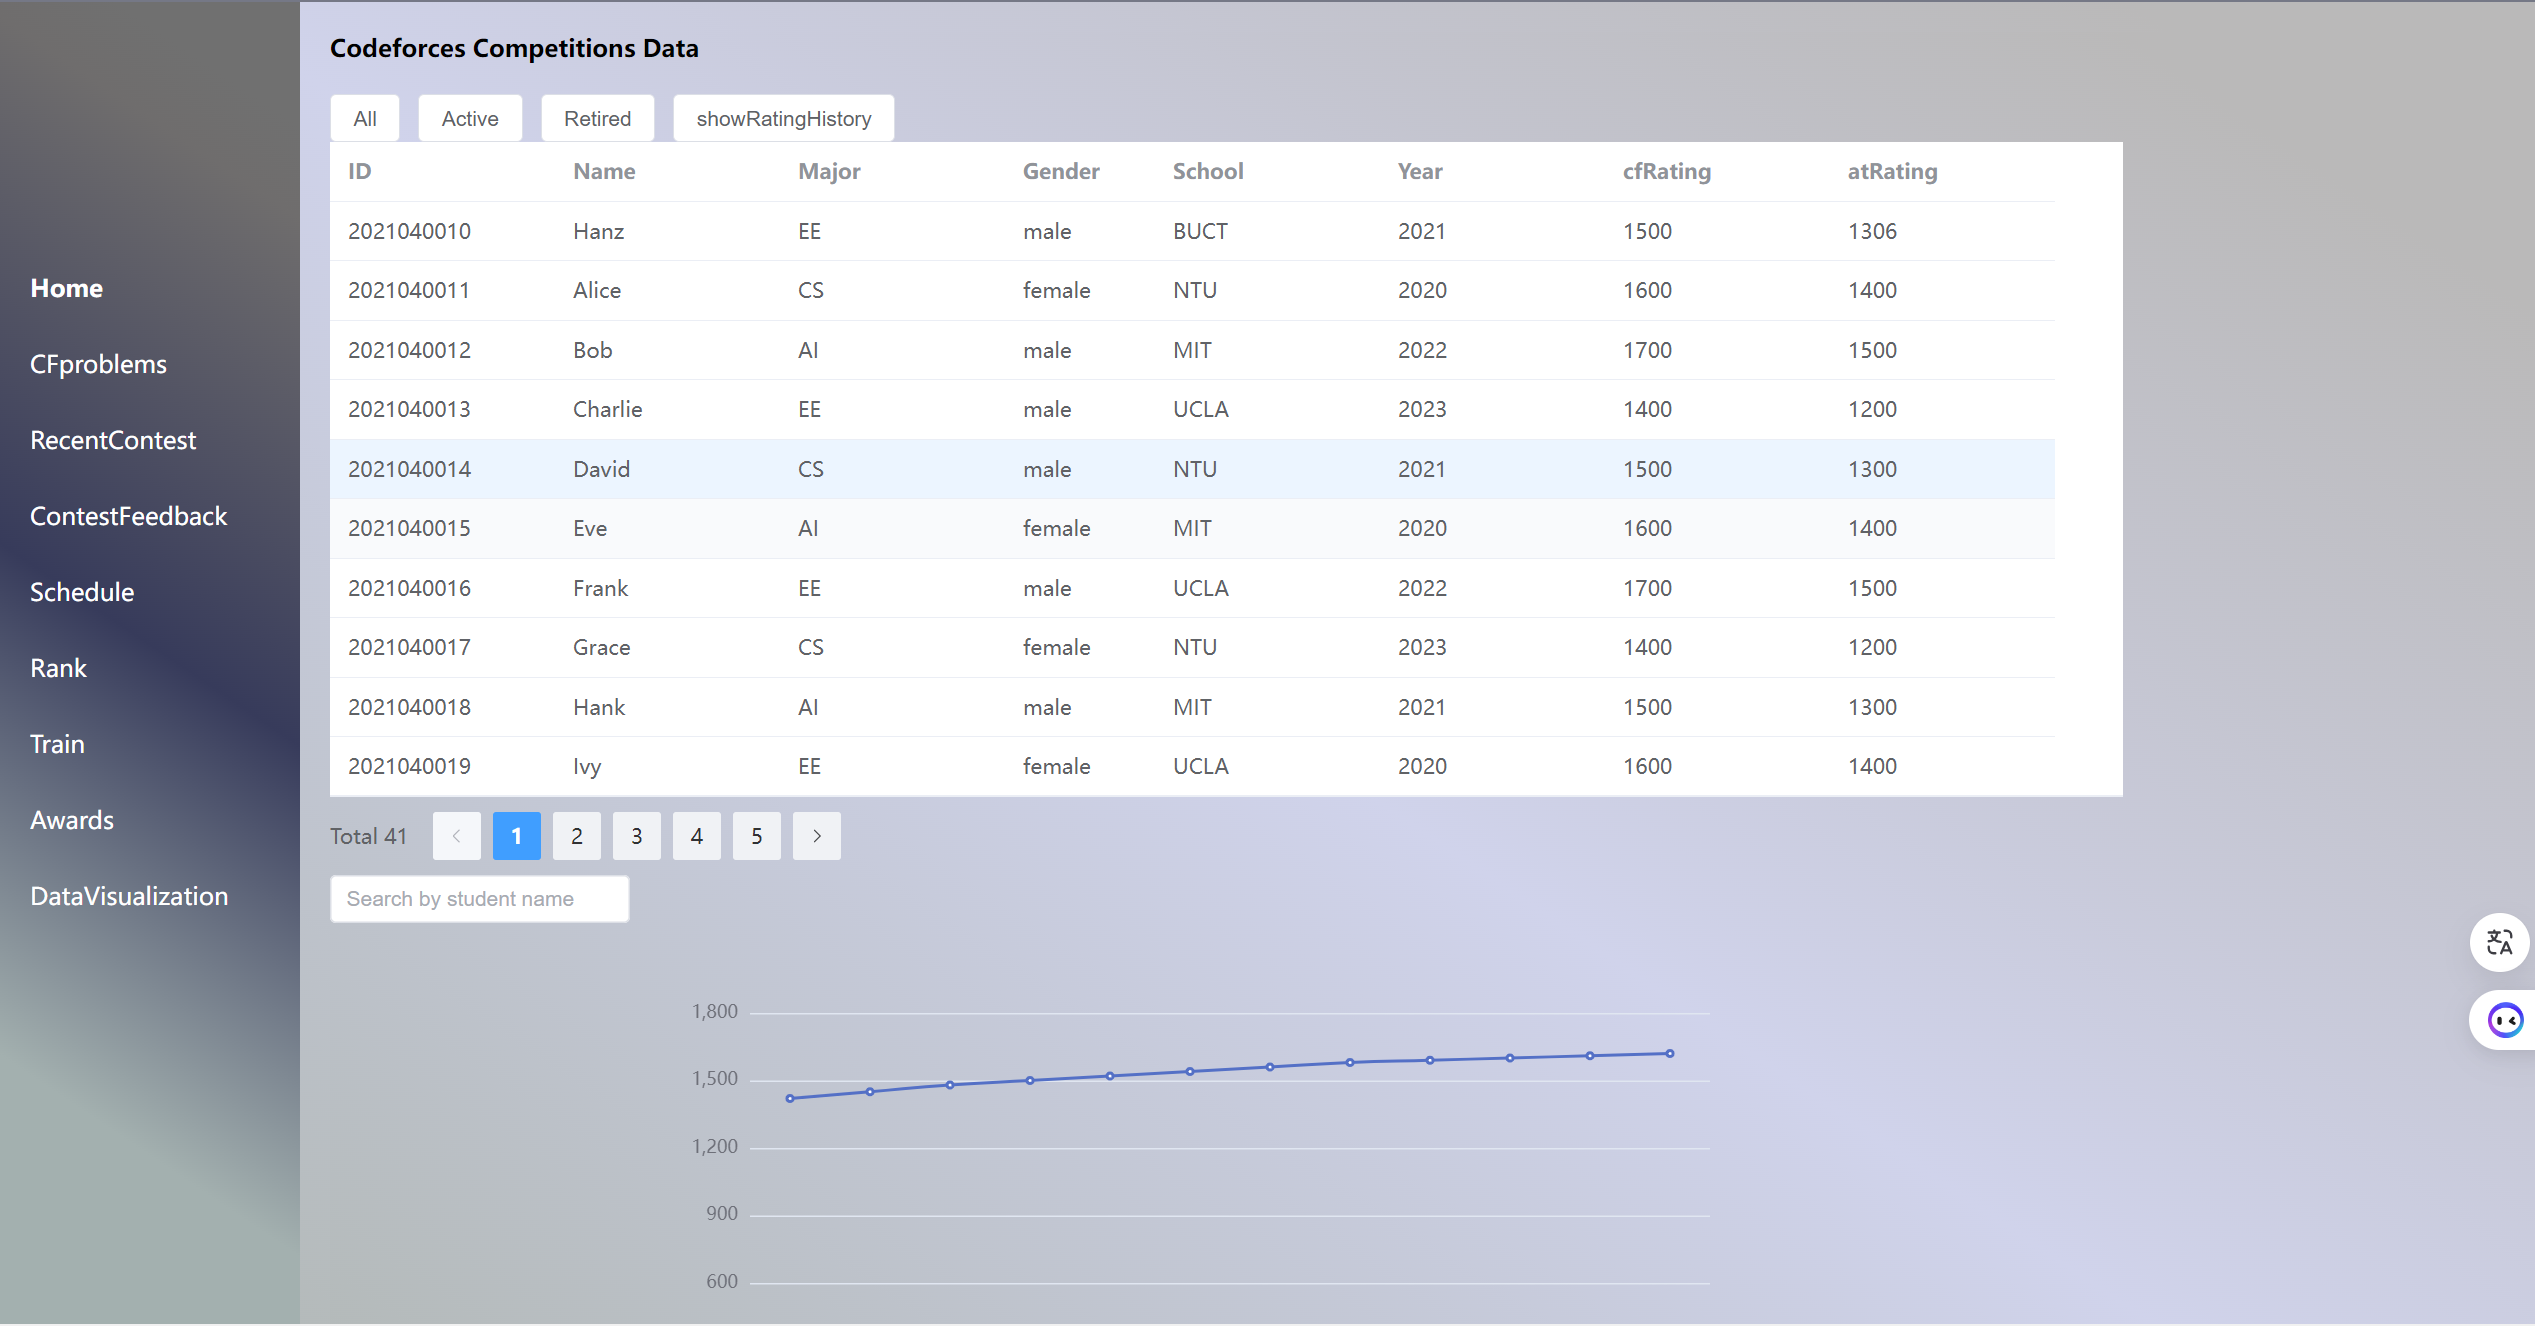 Codeforces Competitions Data
All Active Retired showRatingHistory
ID Name Major Gender School Year cfRating atRating
2021040010 Hanz EE male BUCT 2021 1500 1306
2021040011 Alice CS female NTU 2020 1600 1400
2021040012 Bob AI male MIT 2022 1700 1500
2021040013 Charlie EE male UCLA 2023 1400 1200
2021040014 David CS male NTU 2021 1500 1300
2021040015 Eve AI female MIT 2020 1600 1400
2021040016 Frank EE male UCLA 2022 1700 1500
2021040017 Grace CS female NTU 2023 1400 1200
2021040018 Hank AI male MIT 2021 1500 1300
2021040019 Ivy EE female UCLA 2020 1600 1400
Total 41 1 2 3 4 5
Search by student name
1,800
1,500
1,200
900
600
Home
CFproblems
RecentContest
ContestFeedback
Schedule
Rank
Train
Awards
DataVisualization
文A